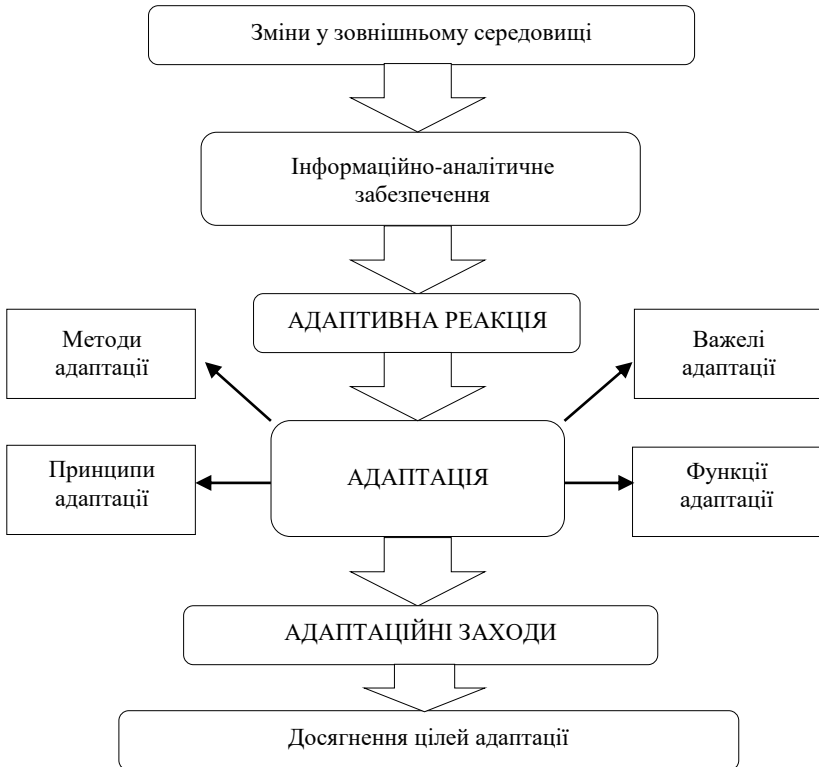 Зміни у зовнішньому середовищі
Інформаційно-аналітичне
забезпечення
АДАПТИВНА РЕАКЦІЯ
Методи
адаптації
Важелі
адаптації
Принципи
адаптації
АДАПТАЦІЯ
Функції
адаптації
АДАПТАЦІЙНІ ЗАХОДИ
Досягнення цілей адаптації